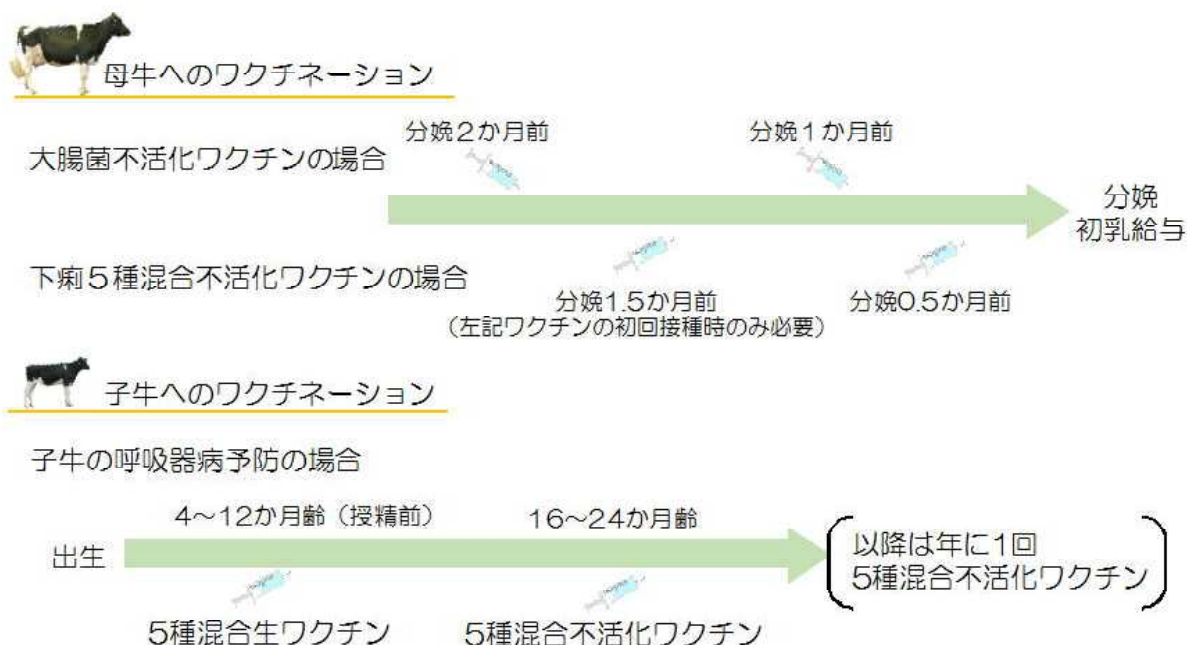 母牛へのワクチネーション
分娩2か月前
分娩1か月前
大腸菌不活化ワクチンの場合
分娩
初乳給与
下痢5種混合不活化ワクチンの場合
分娩1.5か月前
(左記ワクチンの初回接種時のみ必要)
分娩0.5か月前
子牛へのワクチネーション
子牛の呼吸器病予防の場合
4～12か月齢(授精前)
16～24か月齢
出生
以降は年に1回
5種混合不活化ワクチン
5種混合生ワクチン
5種混合不活化ワクチン